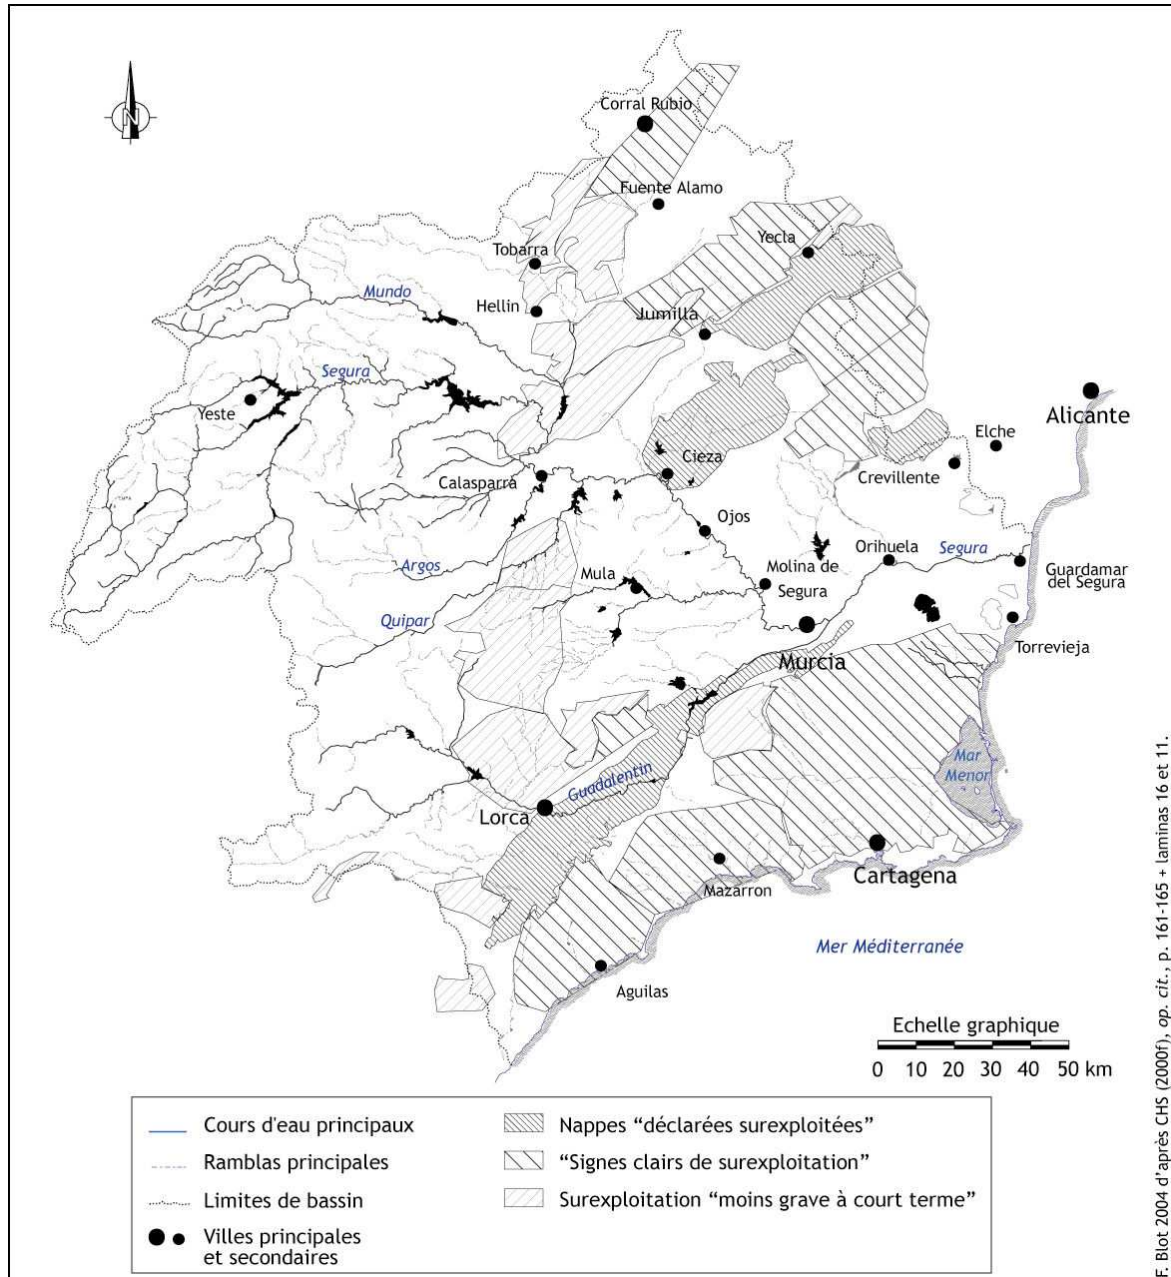 N
Corral Rubio
Fuente Alamo
Yecla
Tobarra
Mundo
Hellin
Jumilla
Segura
Yeste
Alicante
Elche
Cieza
Crevillente
Calasparra
Ojos
Orihuela
Segura
Argos
Mula
Molina de
Segura
Guardamar
del Segura
Quipar
Torrevieja
Murcia
Mar
Menor
Guadalentin
Lorca
Cartagena
Mazarron
Mer Méditerranée
Aguilas
Echelle graphique
0 10 20 30 40 50 km
Cours d'eau principaux
Ramblas principales
Limites de bassin
Villes principales
et secondaires
Nappes “déclarées surexploitées”
“Signes clairs de surexploitation”
Surexploitation “moins grave à court terme”
F. Blot 2004 d'après CHS (2000f), op. cit., p. 161-165 + laminas 16 et 11.